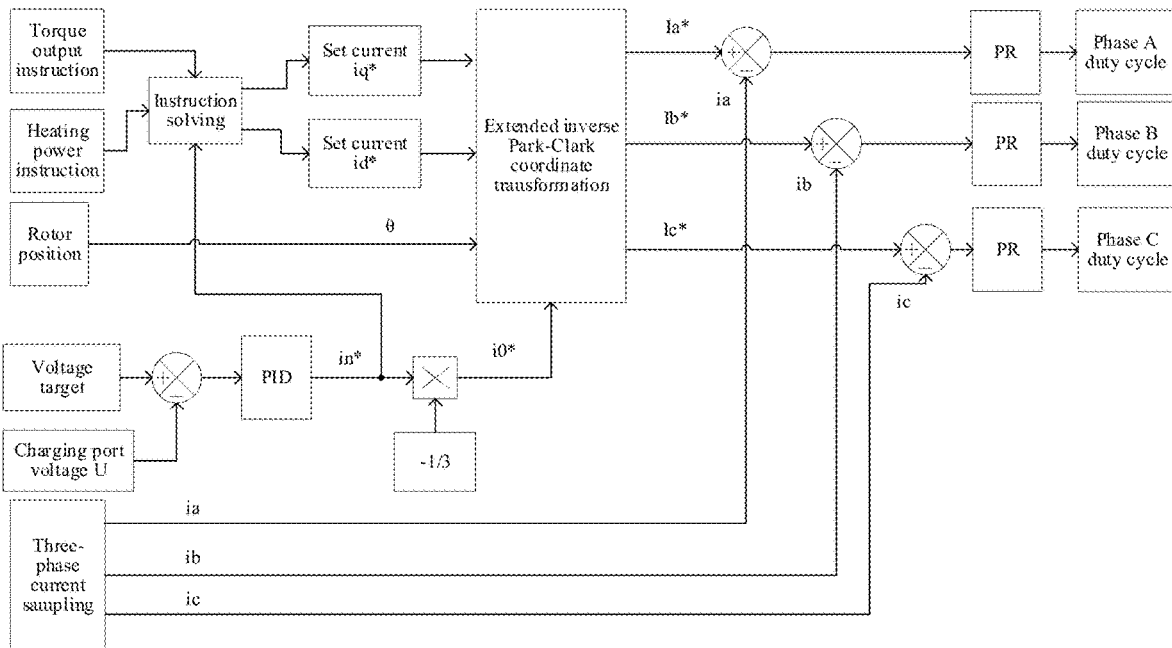 Torque
output
instruction
Heating
power
instruction
Rotor
position
Instruction
solving
Set current
iq*
Set current
id*
θ
Extended inverse
Park-Clark
coordinate
transformation
Ia*
ia
Ib*
ib
Ic*
ic
+
−
+
−
+
−
PR
PR
PR
Phase A
duty cycle
Phase B
duty cycle
Phase C
duty cycle
Voltage
target
+
−
PID
in*
i0*
Charging port
voltage U
-1/3
Three-
phase
current
sampling
ia
ib
ic